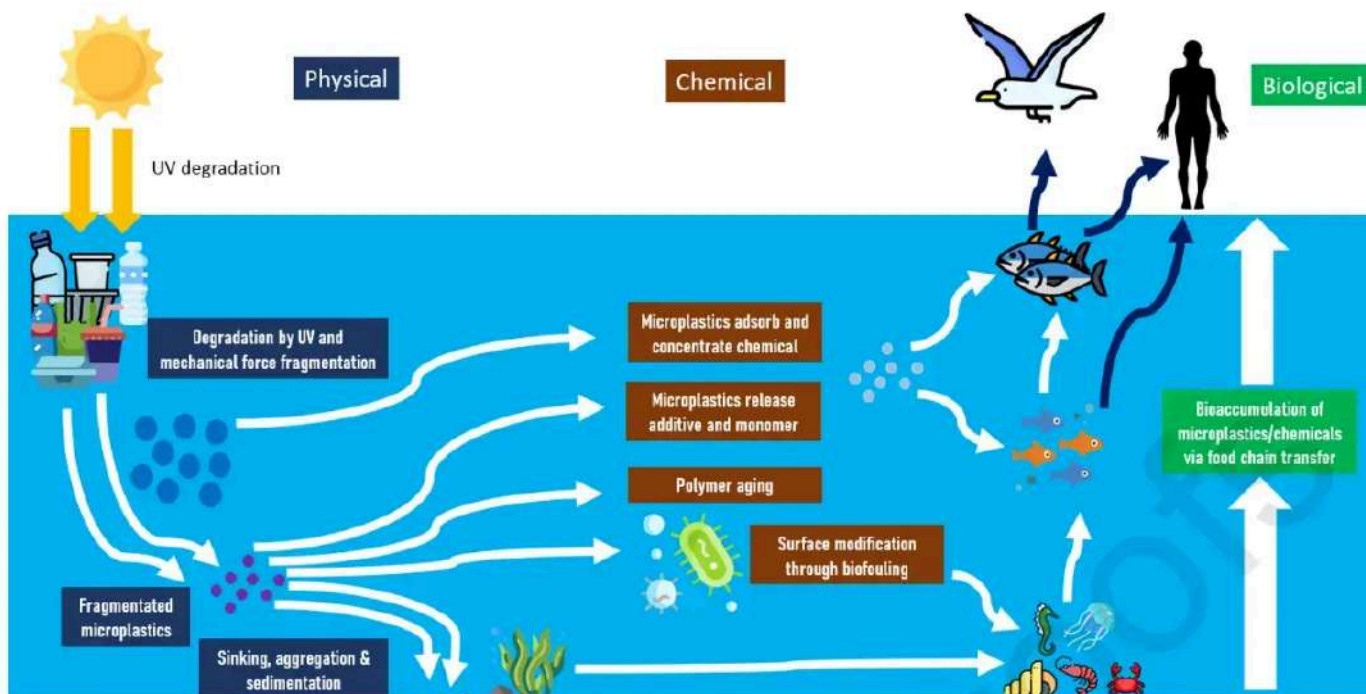 Physical
Chemical
Biological
UV degradation
Degradation by UV and
mechanical force fragmentation
Microplastics adsorb and
concentrate chemical
Microplastics release
additive and monomer
Bioaccumulation of
microplastics/chemicals
via food chain transfer
Polymer aging
Surface modification
through biofouling
Fragmentated
microplastics
Sinking, aggregation &
sedimentation